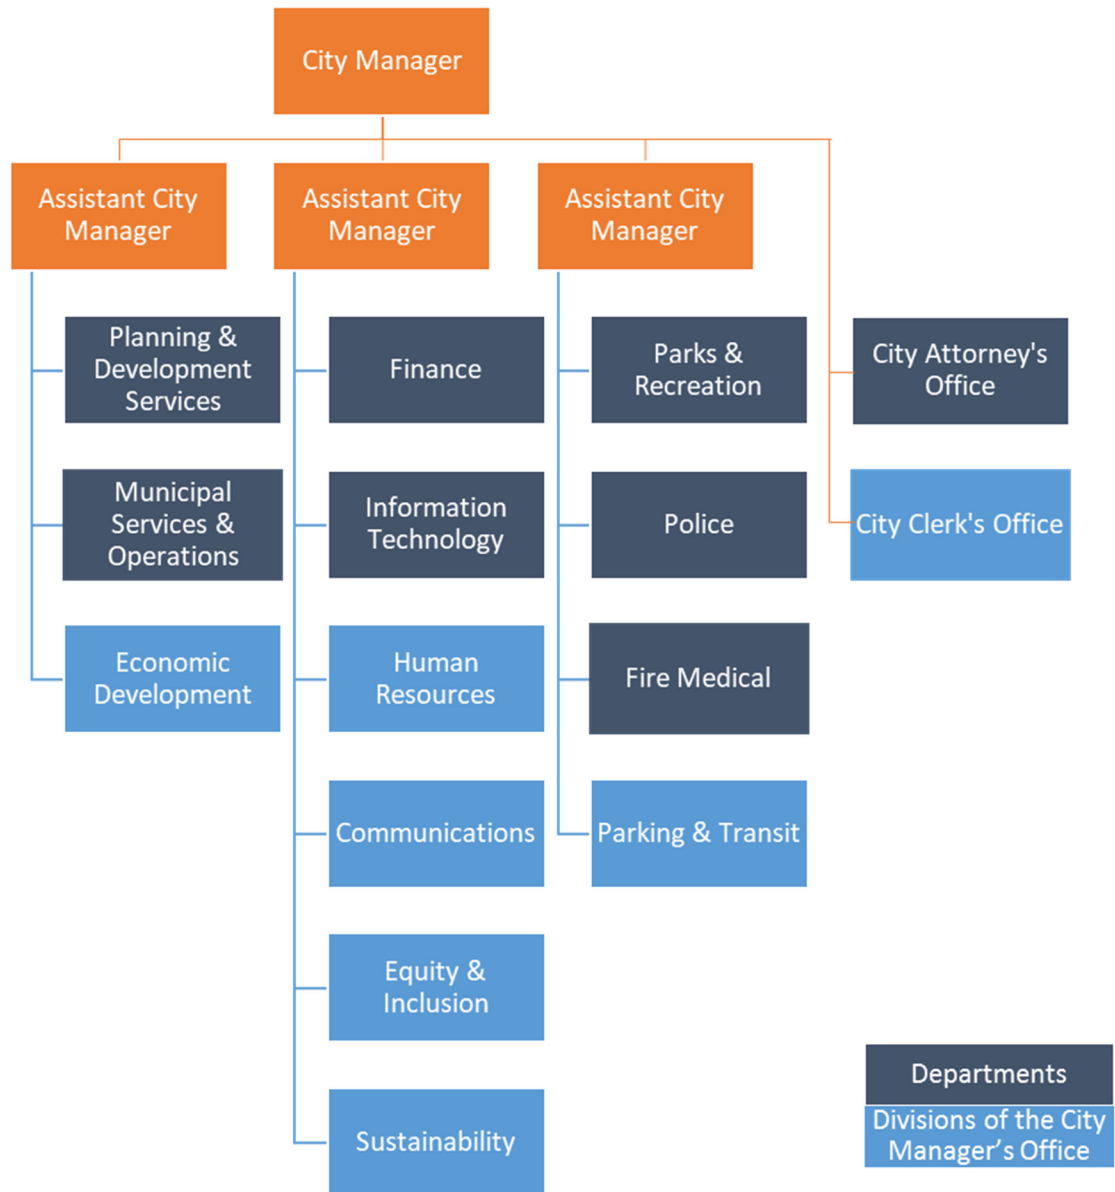 City Manager
Assistant City
Manager
Assistant City
Manager
Assistant City
Manager
Planning &
Development
Services
Finance
Parks &
Recreation
City Attorney's
Office
Municipal
Services &
Operations
Information
Technology
Police
City Clerk's Office
Economic
Development
Human
Resources
Fire Medical
Communications
Parking & Transit
Equity &
Inclusion
Sustainability
Departments
Divisions of the City
Manager’s Office